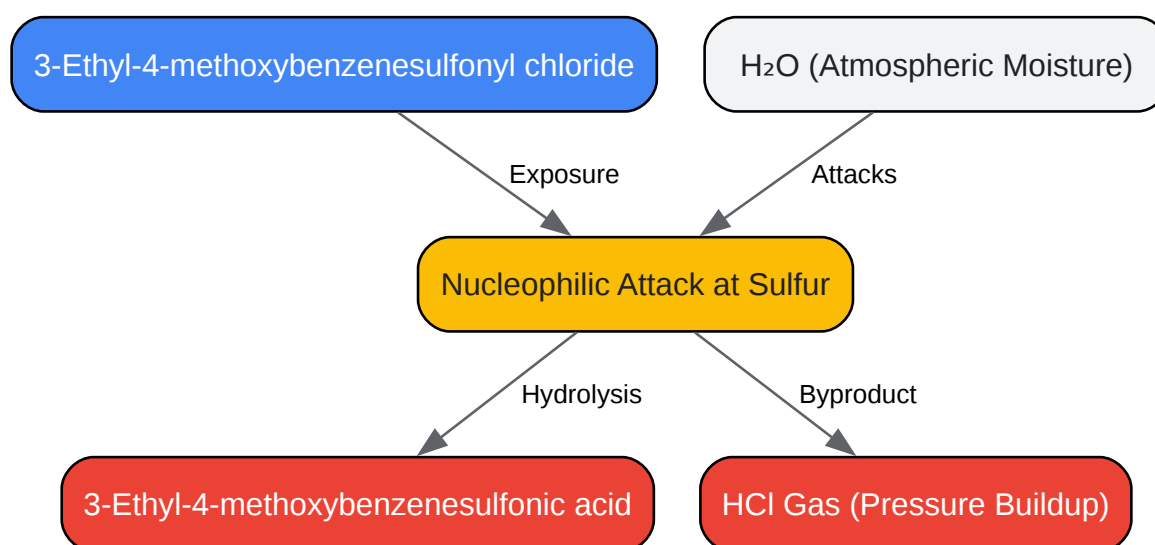 3-Ethyl-4-methoxybenzenesulfonyl chloride
H₂O (Atmospheric Moisture)
Exposure
Attacks
Nucleophilic Attack at Sulfur
Hydrolysis
Byproduct
3-Ethyl-4-methoxybenzenesulfonic acid
HCl Gas (Pressure Buildup)